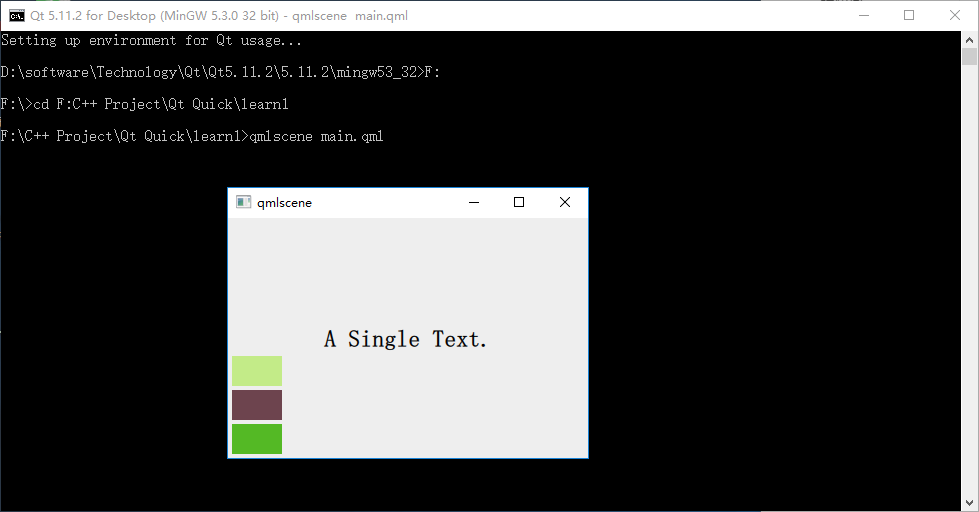 Qt 5.11.2 for Desktop (MinGW 5.3.0 32 bit) - qmlscene  main.qml
Setting up environment for Qt usage...
D:\software\Technology\Qt\Qt5.11.2\5.11.2\mingw53_32>F:
F:\>cd F:C++ Project\Qt Quick\learn1
F:\C++ Project\Qt Quick\learn1>qmlscene main.qml
qmlscene
A Single Text.